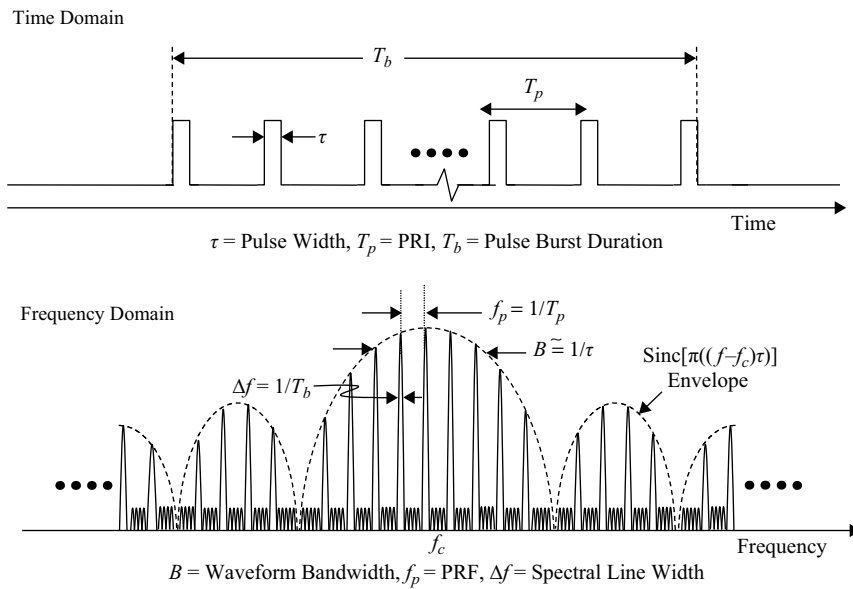 Time Domain
T_b
T_p
τ
Time
τ = Pulse Width, T_p = PRI, T_b = Pulse Burst Duration
Frequency Domain
f_p = 1/T_p
B ≅ 1/τ
Sinc[π((f–f_c)τ)]
Envelope
Δf = 1/T_b
f_c
Frequency
B = Waveform Bandwidth, f_p = PRF, Δf = Spectral Line Width